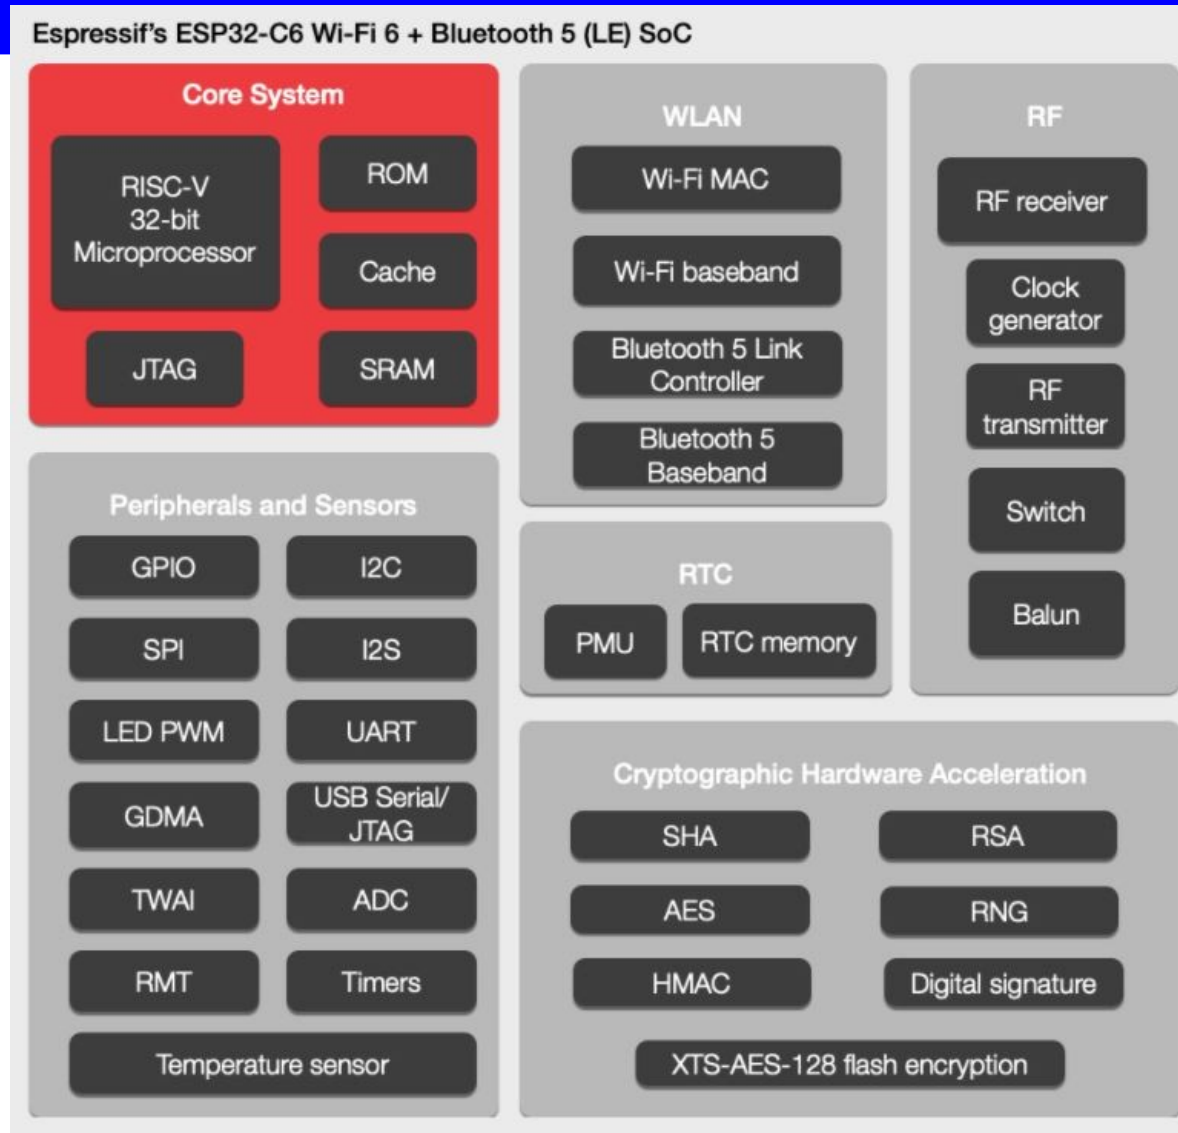 Espressif's ESP32-C6 Wi-Fi 6 + Bluetooth 5 (LE) SoC
Core System
RISC-V
32-bit
Microprocessor
ROM
Cache
JTAG
SRAM
WLAN
Wi-Fi MAC
Wi-Fi baseband
Bluetooth 5 Link
Controller
Bluetooth 5
Baseband
RF
RF receiver
Clock
generator
RF
transmitter
Switch
Balun
Peripherals and Sensors
GPIO
I2C
SPI
I2S
LED PWM
UART
GDMA
USB Serial/
JTAG
TWAI
ADC
RMT
Timers
Temperature sensor
RTC
PMU
RTC memory
Cryptographic Hardware Acceleration
SHA
RSA
AES
RNG
HMAC
Digital signature
XTS-AES-128 flash encryption